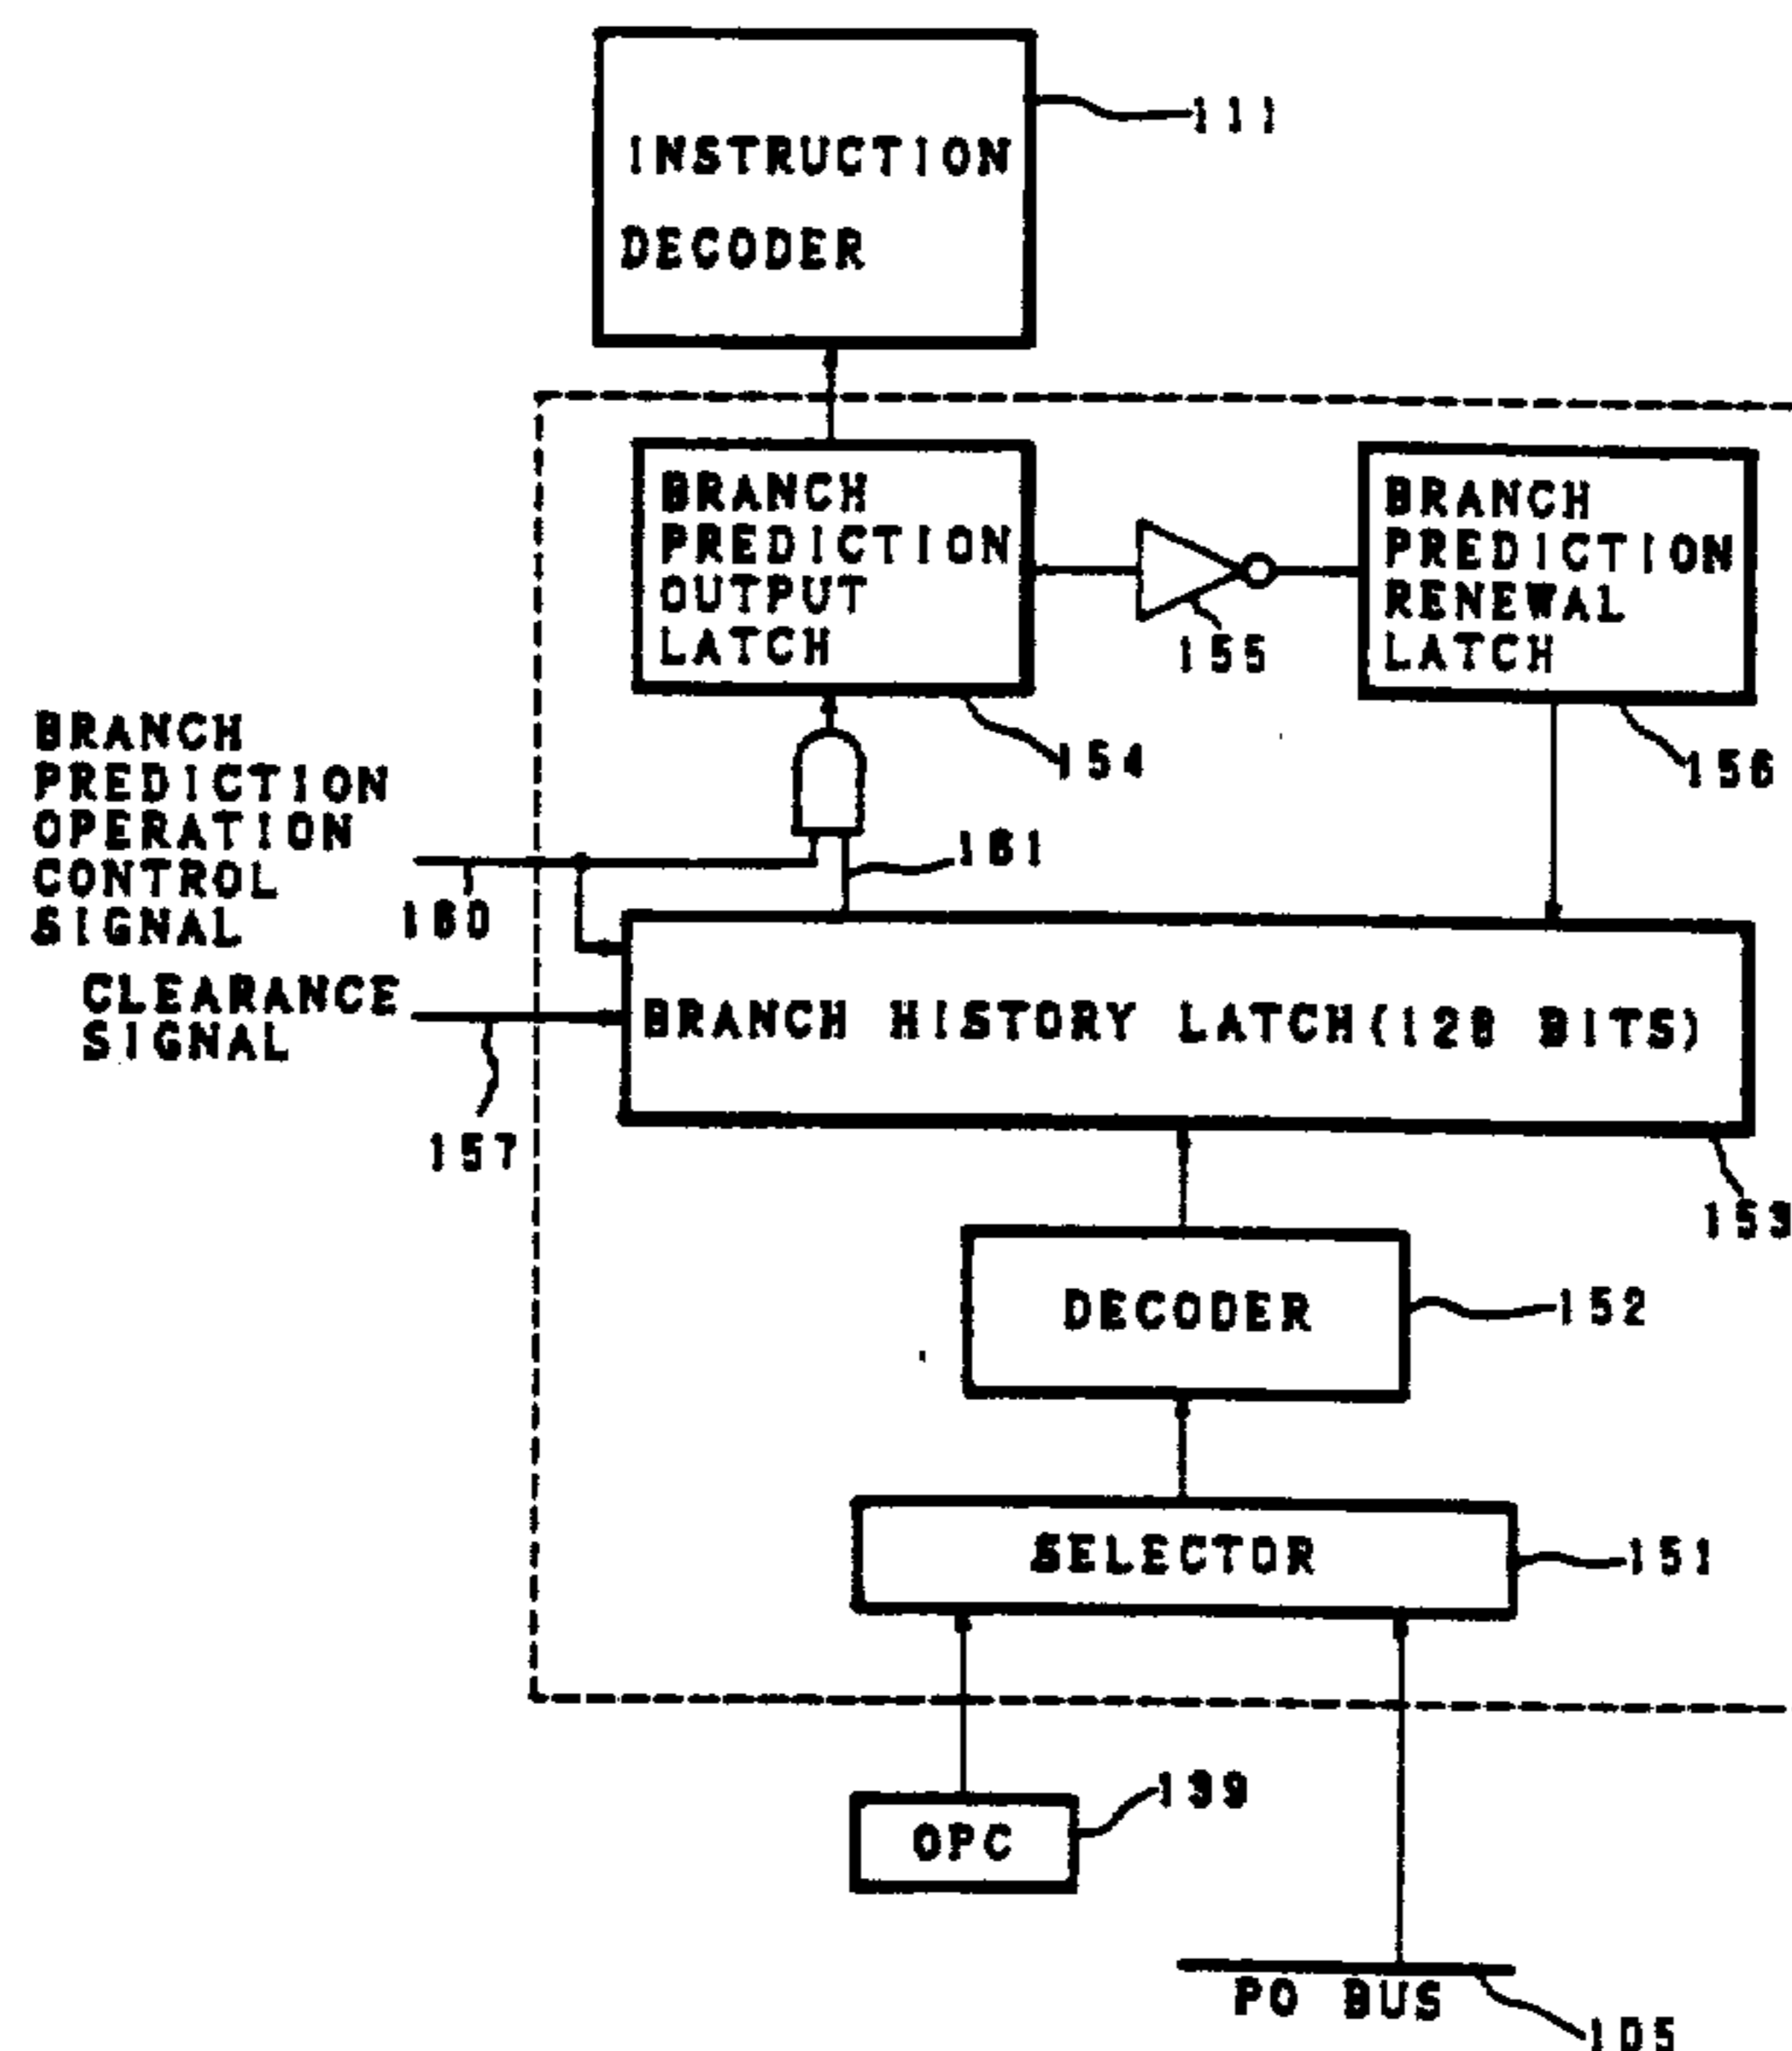 INSTRUCTION
DECODER
111
BRANCH
PREDICTION
OUTPUT
LATCH
155
BRANCH
PREDICTION
RENEWAL
LATCH
154
156
BRANCH
PREDICTION
OPERATION
CONTROL
SIGNAL
160
161
CLEARANCE
SIGNAL
157
BRANCH HISTORY LATCH(128 BITS)
153
DECODER
152
SELECTOR
151
OPC
139
PO BUS
105